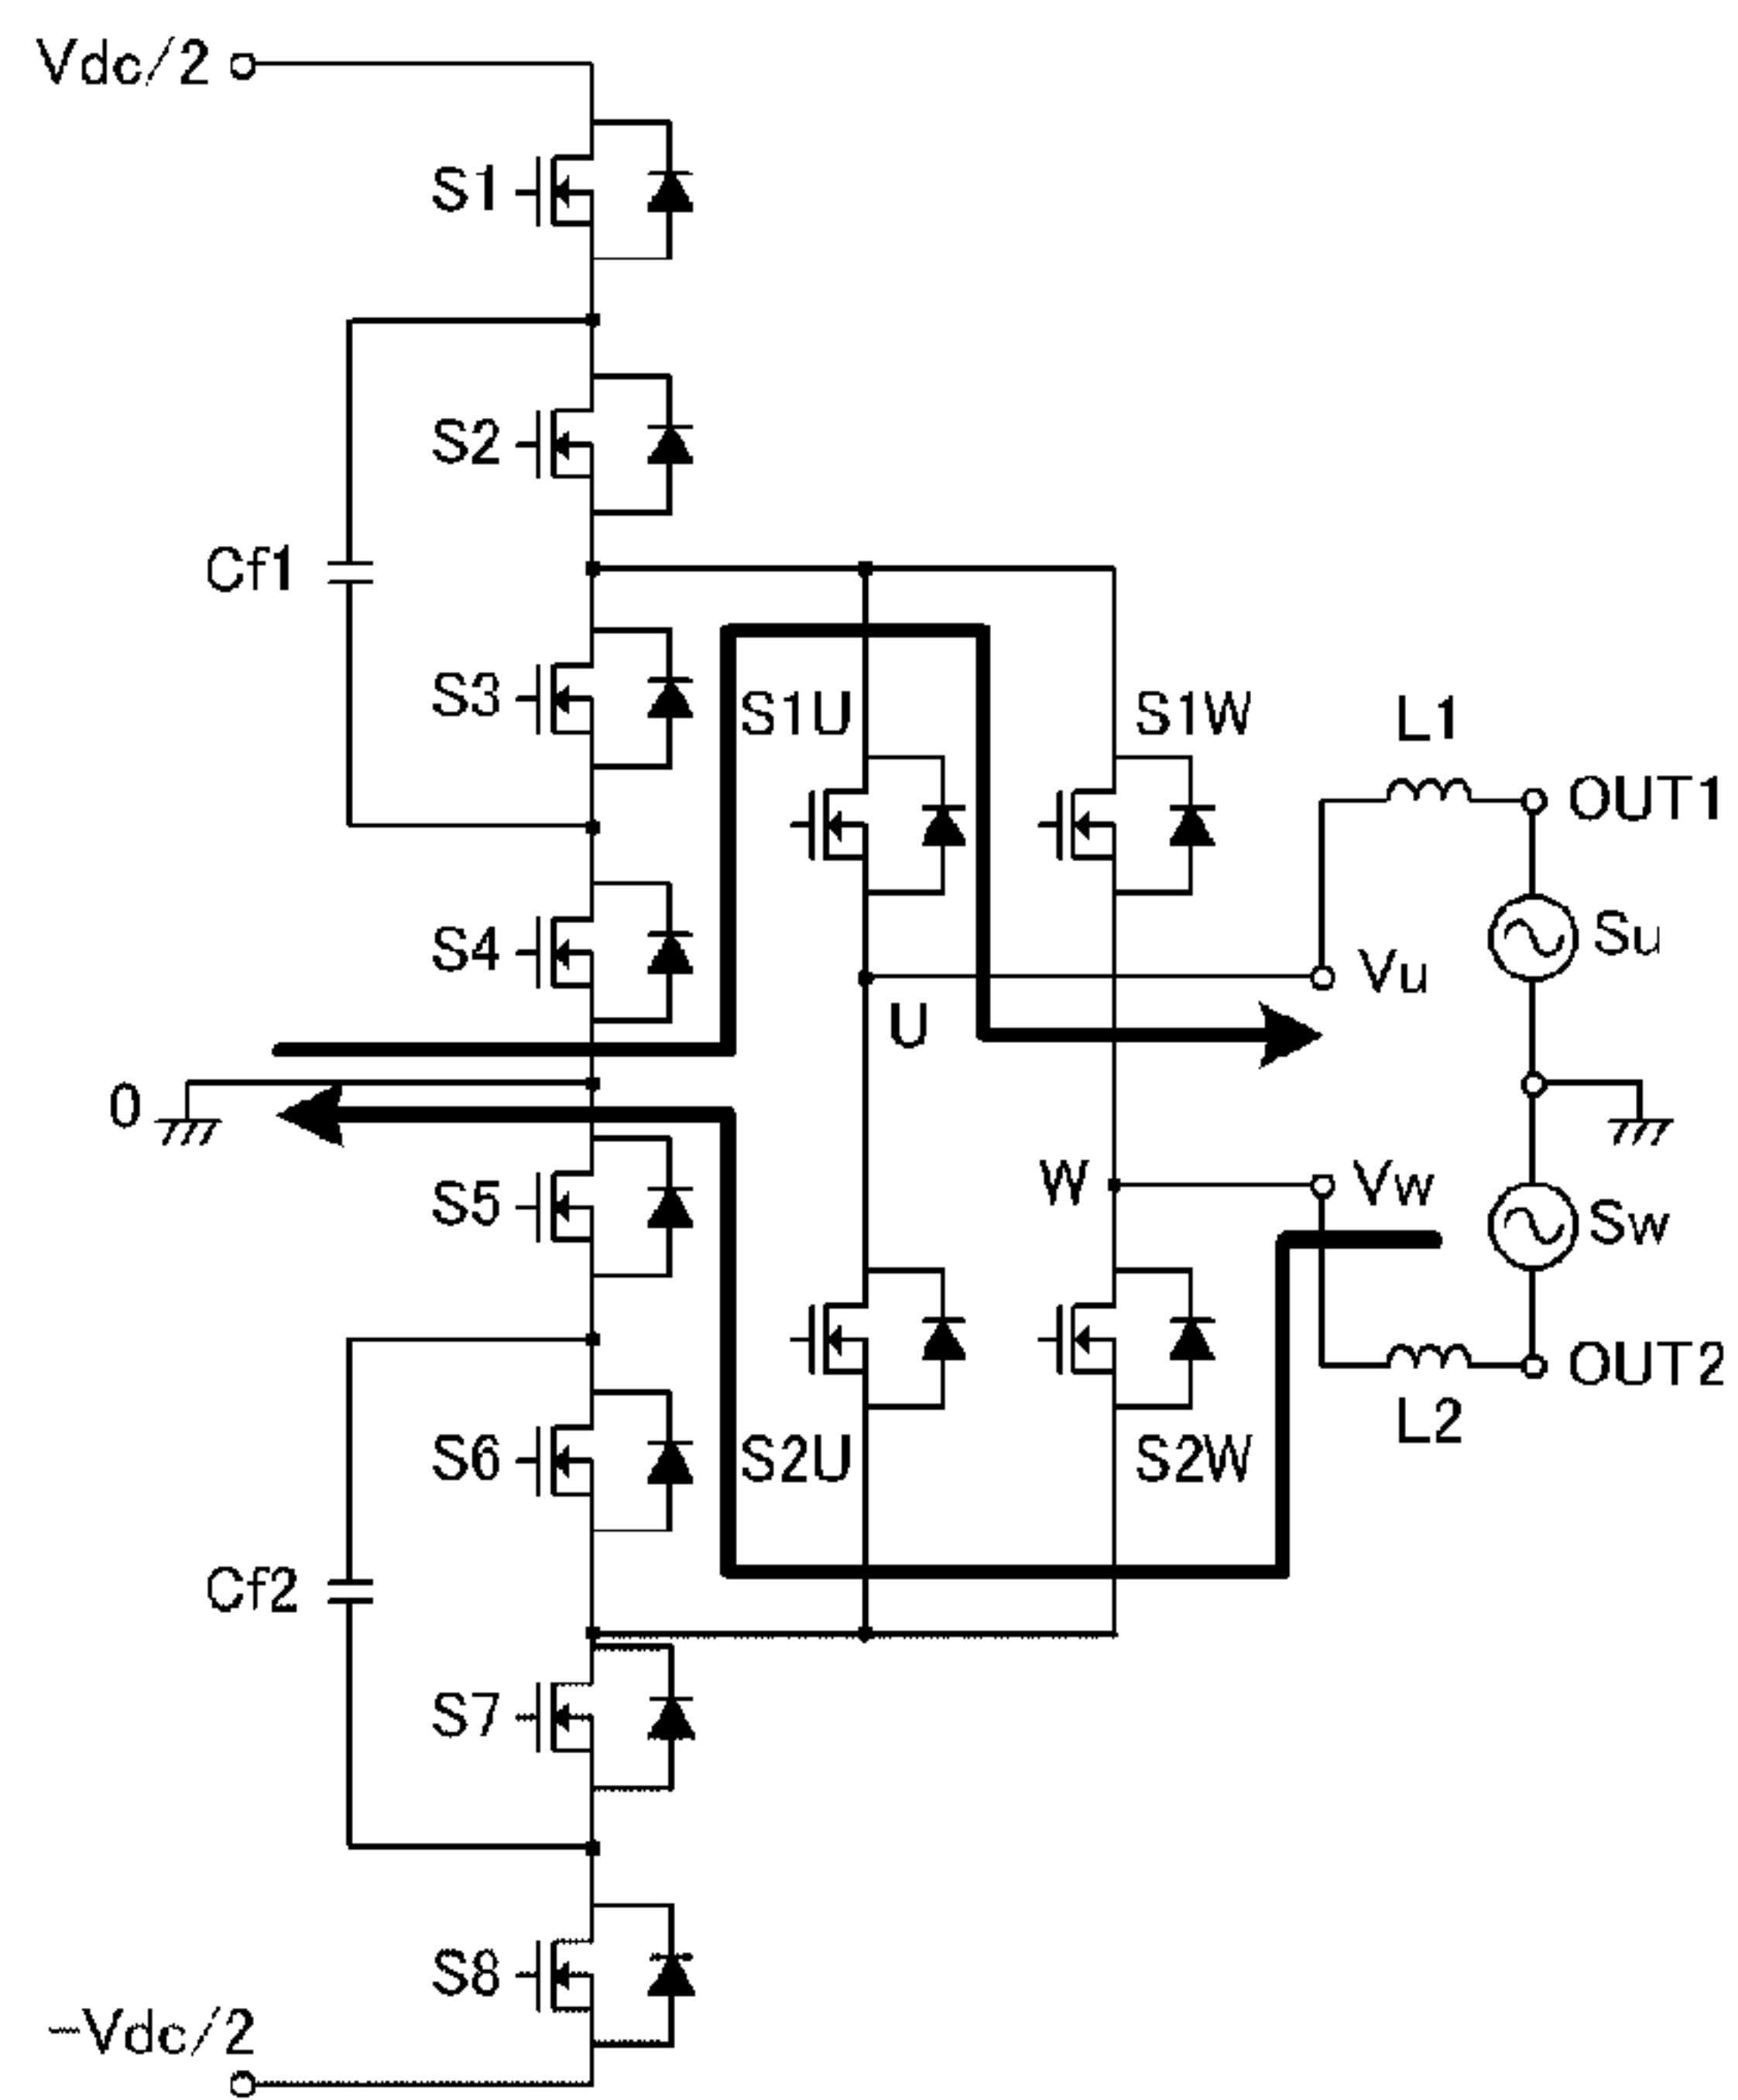 Vdc/2
S1
S2
Cf1
S3
S1U
S1W
L1
OUT1
S4
Su
Vu
U
0
W
Vw
S5
Sw
OUT2
L2
S6
S2U
S2W
Cf2
S7
S8
-Vdc/2